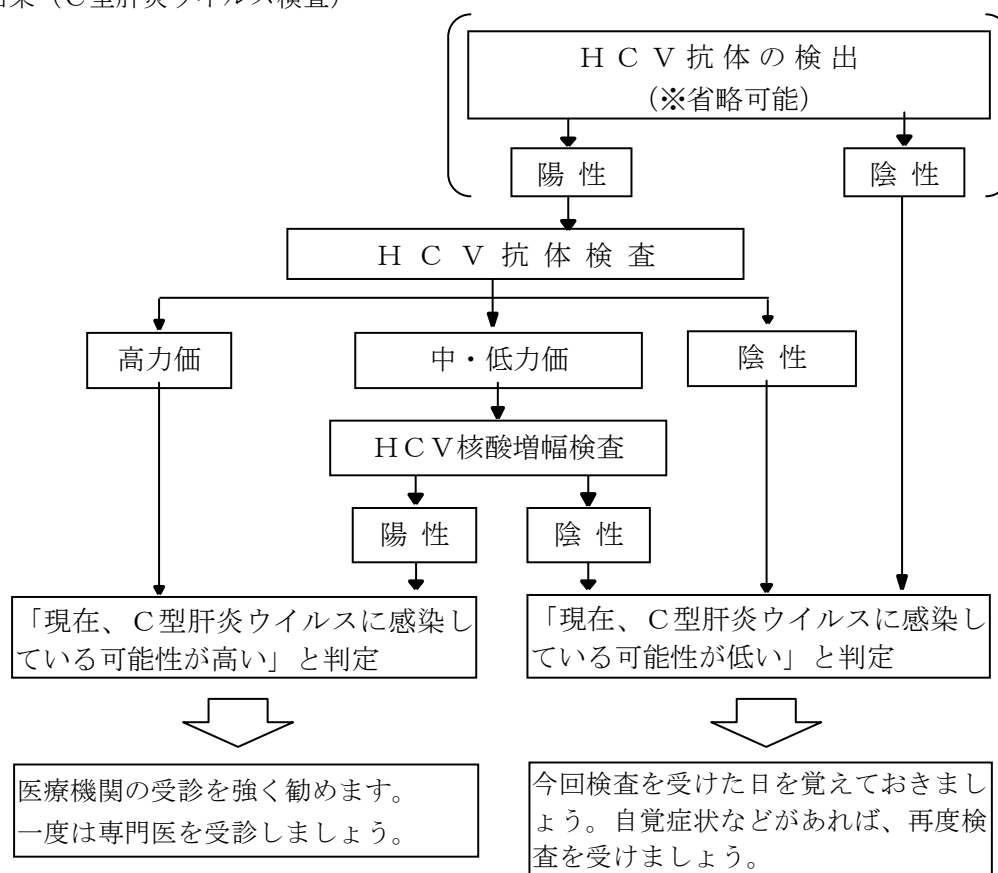 （Ｃ型肝炎ウイルス検査）
ＨＣＶ抗体の検出
（※省略可能）
陽性
陰性
ＨＣＶ抗体検査
高力価
中・低力価
陰性
ＨＣＶ核酸増幅検査
陽性
陰性
「現在、Ｃ型肝炎ウイルスに感染し
ている可能性が高い」と判定
「現在、Ｃ型肝炎ウイルスに感染し
ている可能性が低い」と判定
医療機関の受診を強く勧めます。
一度は専門医を受診しましょう。
今回検査を受けた日を覚えておきまし
ょう。自覚症状などがあれば、再度検
査を受けましょう。